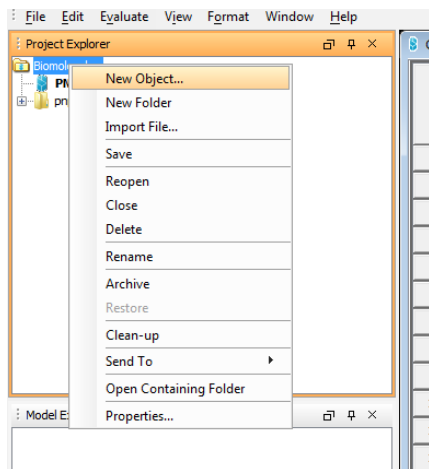 File Edit Evaluate View Format Window Help
Project Explorer
New Object...
New Folder
Import File...
Save
Reopen
Close
Delete
Rename
Archive
Restore
Clean-up
Send To
Open Containing Folder
Properties...